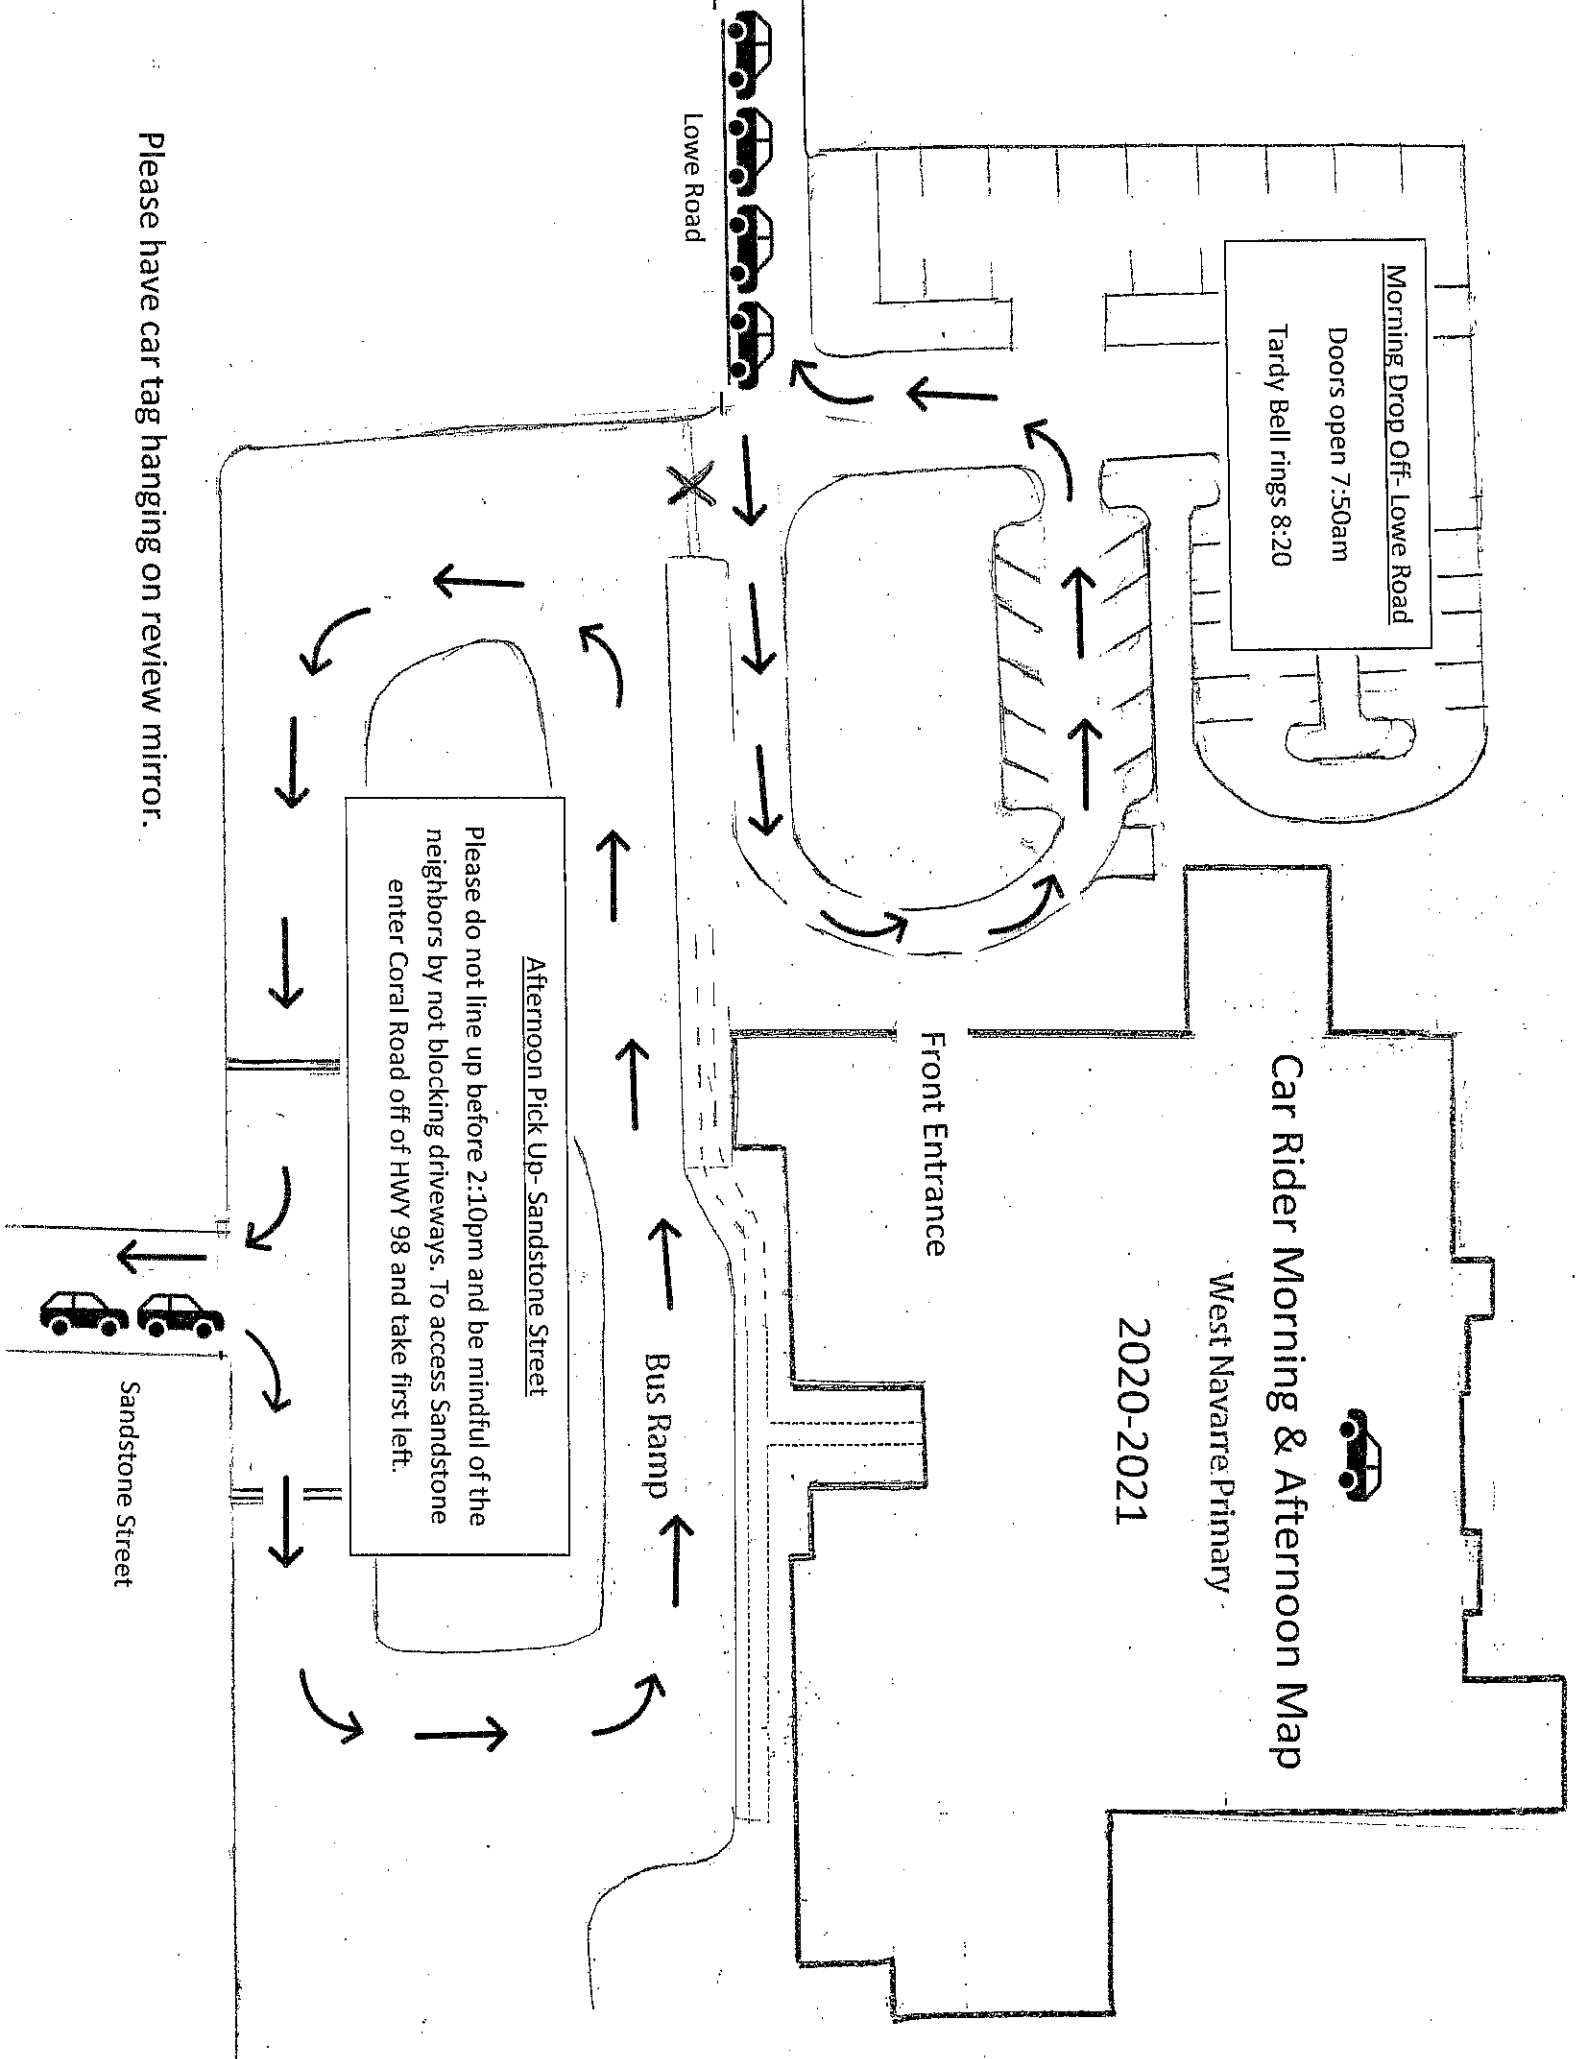 Car Rider Morning & Afternoon Map
West Navarre Primary
2020-2021
Morning Drop Off- Lowe Road
Doors open 7:50am
Tardy Bell rings 8:20
Front Entrance
Lowe Road
Bus Ramp
Afternoon Pick Up- Sandstone Street
Please do not line up before 2:10pm and be mindful of the
neighbors by not blocking driveways. To access Sandstone
enter Coral Road off of HWY 98 and take first left.
Sandstone Street
Please have car tag hanging on review mirror.